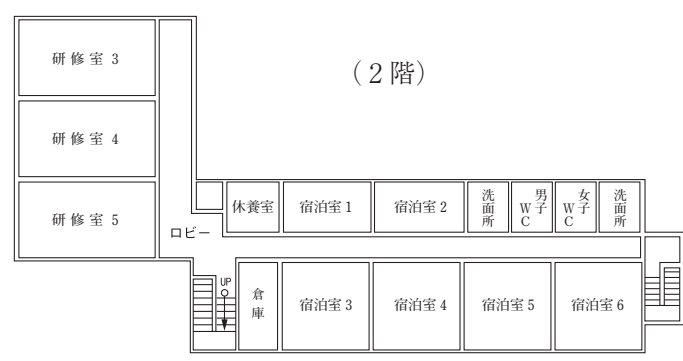 研修室 3
(2階)
研修室 4
研修室 5
休養室
宿泊室 1
宿泊室 2
洗面所
男子WC
女子WC
洗面所
ロビー
UP
倉庫
宿泊室 3
宿泊室 4
宿泊室 5
宿泊室 6